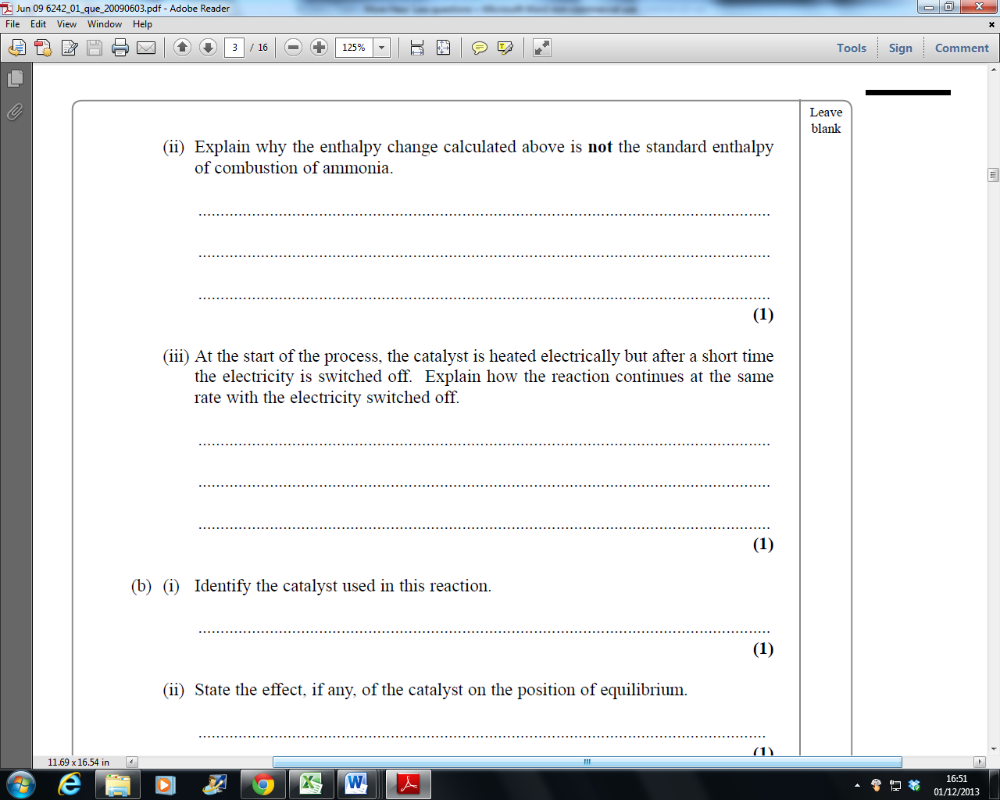 Jun 09 6242_01_que_20090603.pdf - Adobe Reader
File Edit View Window Help
3 / 16 125% Tools Sign Comment
Leave
blank
(ii) Explain why the enthalpy change calculated above is not the standard enthalpy
of combustion of ammonia.
(1)
(iii) At the start of the process, the catalyst is heated electrically but after a short time
the electricity is switched off. Explain how the reaction continues at the same
rate with the electricity switched off.
(1)
(b) (i) Identify the catalyst used in this reaction.
(1)
(ii) State the effect, if any, of the catalyst on the position of equilibrium.
(1)
11.69 x 16.54 in
16:51
01/12/2013